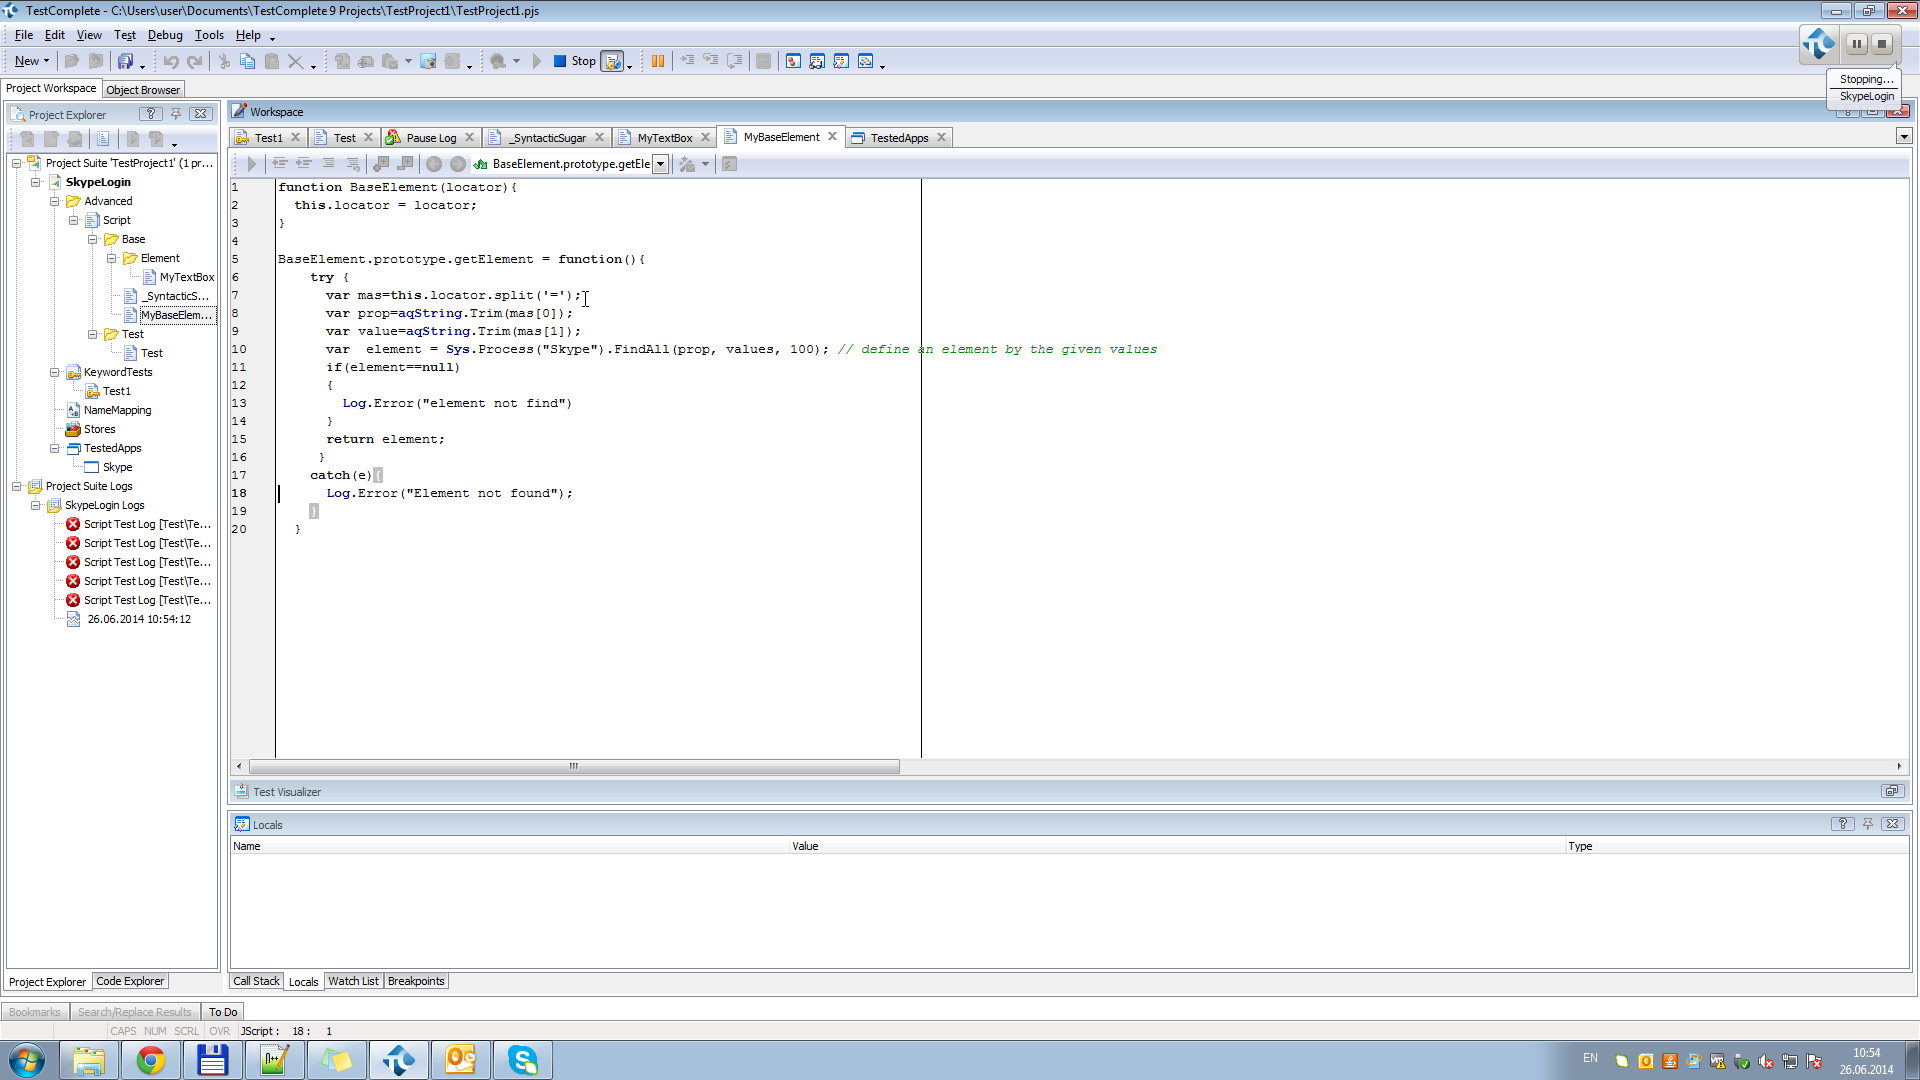 TestComplete - C:\Users\user\Documents\TestComplete 9 Projects\TestProject1\TestProject1.pjs
File Edit View Test Debug Tools Help
New
Stop
Stopping...
SkypeLogin
Project Workspace Object Browser
Project Explorer
Workspace
Test1 Test Pause Log _SyntacticSugar MyTextBox MyBaseElement TestedApps
BaseElement.prototype.getEle
Project Suite 'TestProject1' (1 pr...
SkypeLogin
Advanced
Script
Base
Element
MyTextBox
_SyntacticS...
MyBaseElem...
Test
Test
KeywordTests
Test1
NameMapping
Stores
TestedApps
Skype
Project Suite Logs
SkypeLogin Logs
Script Test Log [Test\Te...
Script Test Log [Test\Te...
Script Test Log [Test\Te...
Script Test Log [Test\Te...
Script Test Log [Test\Te...
26.06.2014 10:54:12
Project Explorer Code Explorer
1 function BaseElement(locator){
2 this.locator = locator;
3 }
4
5 BaseElement.prototype.getElement = function(){
6 try {
7 var mas=this.locator.split('=');
8 var prop=aqString.Trim(mas[0]);
9 var value=aqString.Trim(mas[1]);
10 var  element = Sys.Process("Skype").FindAll(prop, values, 100); // define an element by the given values
11 if(element==null)
12 {
13 Log.Error("element not find")
14 }
15 return element;
16 }
17 catch(e){
18 Log.Error("Element not found");
19 }
20 }
Test Visualizer
Locals
Name Value Type
Call Stack Locals Watch List Breakpoints
Bookmarks Search/Replace Results To Do
CAPS NUM SCRL OVR JScript : 18 : 1
EN
10:54
26.06.2014